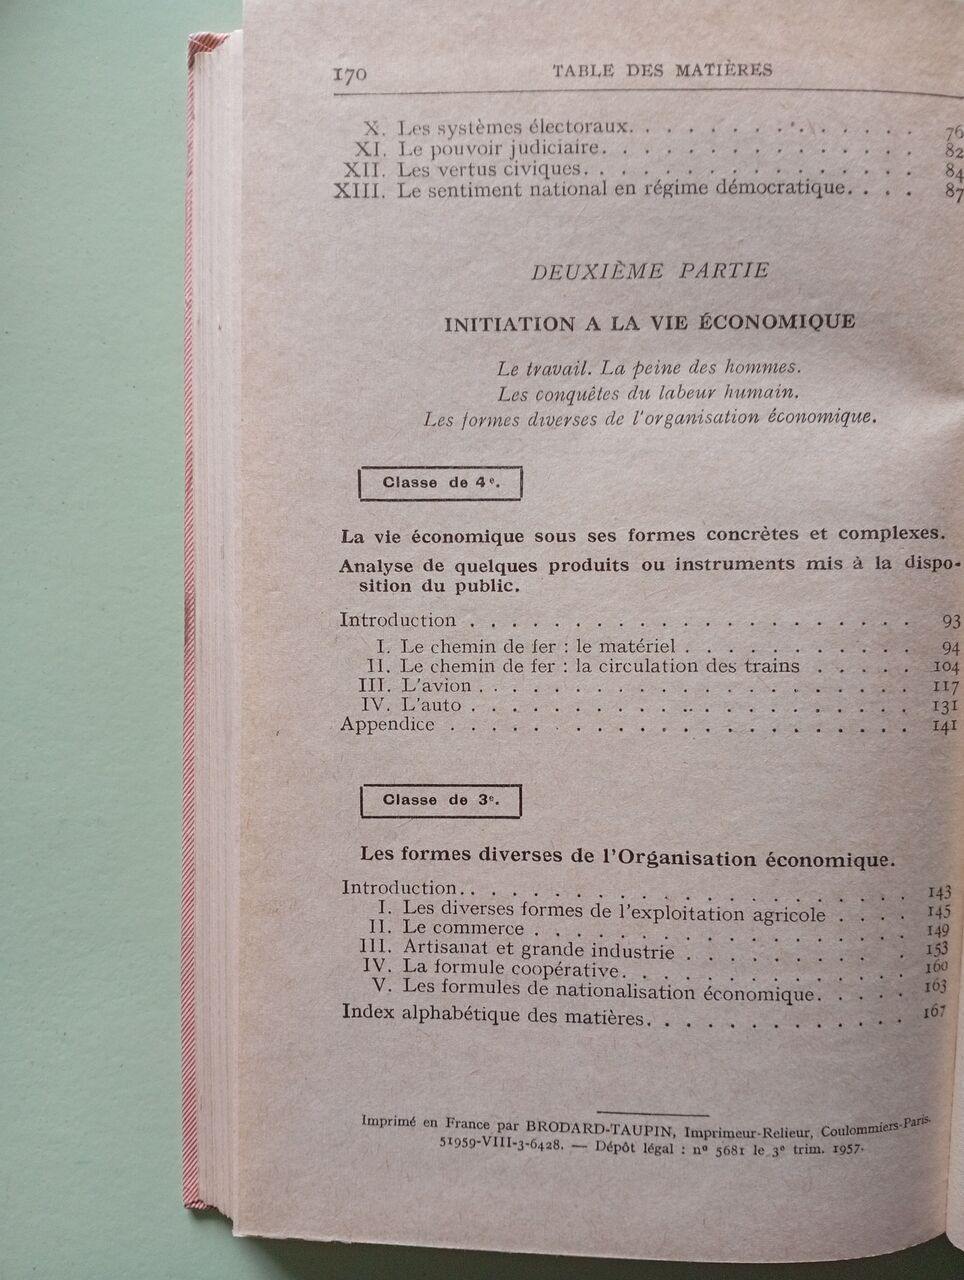 170 TABLE DES MATIÈRES
X. Les systèmes électoraux. . . . . . . . . . . . . . 76
XI. Le pouvoir judiciaire. . . . . . . . . . . . . . . 82
XII. Les vertus civiques. . . . . . . . . . . . . . . . 84
XIII. Le sentiment national en régime démocratique. . . . 87
DEUXIÈME PARTIE
INITIATION A LA VIE ÉCONOMIQUE
Le travail. La peine des hommes.
Les conquêtes du labeur humain.
Les formes diverses de l'organisation économique.
Classe de 4e.
La vie économique sous ses formes concrètes et complexes.
Analyse de quelques produits ou instruments mis à la dispo-
sition du public.
Introduction . . . . . . . . . . . . . . . . . . . . 93
I. Le chemin de fer : le matériel . . . . . . . . . . . 94
II. Le chemin de fer : la circulation des trains . . . . . 104
III. L'avion . . . . . . . . . . . . . . . . . . . . . 117
IV. L'auto . . . . . . . . . . . . . . . . . . . . . 131
Appendice . . . . . . . . . . . . . . . . . . . . . 141
Classe de 3e.
Les formes diverses de l'Organisation économique.
Introduction. . . . . . . . . . . . . . . . . . . . . 143
I. Les diverses formes de l'exploitation agricole . . . . 145
II. Le commerce . . . . . . . . . . . . . . . . . . 149
III. Artisanat et grande industrie . . . . . . . . . . . 153
IV. La formule coopérative. . . . . . . . . . . . . . 160
V. Les formules de nationalisation économique. . . . . 163
Index alphabétique des matières. . . . . . . . . . . . . 167
Imprimé en France par BRODARD-TAUPIN, Imprimeur-Relieur, Coulommiers-Paris.
51959-VIII-3-6428. — Dépôt légal : nº 5681 le 3e trim. 1957.